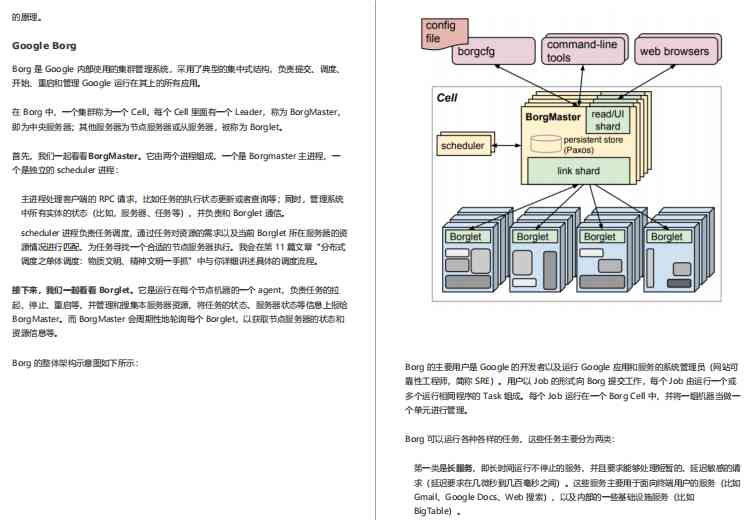 的原理。
Google Borg
Borg 是 Google 内部使用的集群管理系统，采用了典型的集中式结构，负责提交、调度、
开始、重启和管理 Google 运行在其上的所有应用。
在 Borg 中，一个集群称为一个 Cell，每个 Cell 里面有一个 Leader，称为 BorgMaster，
即为中央服务器；其他服务器为节点服务器或从服务器，被称为 Borglet。
首先，我们一起看看BorgMaster。它由两个进程组成，一个是 Borgmaster 主进程，一
个是独立的 scheduler 进程：
主进程处理客户端的 RPC 请求，比如任务的执行状态更新或者查询等；同时，管理系统
中所有实体的状态（比如，服务器、任务等），并负责和 Borglet 通信。
scheduler 进程负责任务调度，通过任务对资源的需求以及当前 Borglet 所在服务器的资
源情况进行匹配，为任务寻找一个合适的节点服务器执行。我会在第 11 篇文章“分布式
调度之单体调度：物质文明、精神文明一手抓”中与你详细讲述具体的调度流程。
接下来，我们一起看看 Borglet。它是运行在每个节点机器的一个 agent，负责任务的拉
起、停止、重启等，并管理和搜集本服务器资源，将任务的状态、服务器状态等信息上报给
BorgMaster。而 BorgMaster 会周期性地轮询每个 Borglet，以获取节点服务器的状态和
资源信息等。
Borg 的整体架构示意图如下所示：
config
file
borgcfg
command-line
tools
web browsers
Cell
BorgMaster
read/UI
shard
persistent store
(Paxos)
scheduler
link shard
Borglet
Borglet
Borglet
Borglet
Borg 的主要用户是 Google 的开发者以及运行 Google 应用和服务的系统管理员（网站可
靠性工程师，简称 SRE）。用户以 Job 的形式向 Borg 提交工作，每个 Job 由运行一个或
多个运行相同程序的 Task 组成。每个 Job 运行在一个 Borg Cell 中，并将一组机器当做一
个单元进行管理。
Borg 可以运行各种各样的任务，这些任务主要分为两类：
第一类是长服务，即长时间运行不停止的服务，并且要求能够处理短暂的、延迟敏感的请
求（延迟要求在几微秒到几百毫秒之间）。这些服务主要用于面向终端用户的服务（比如
Gmail、Google Docs、Web 搜索），以及内部的一些基础设施服务（比如
BigTable）。